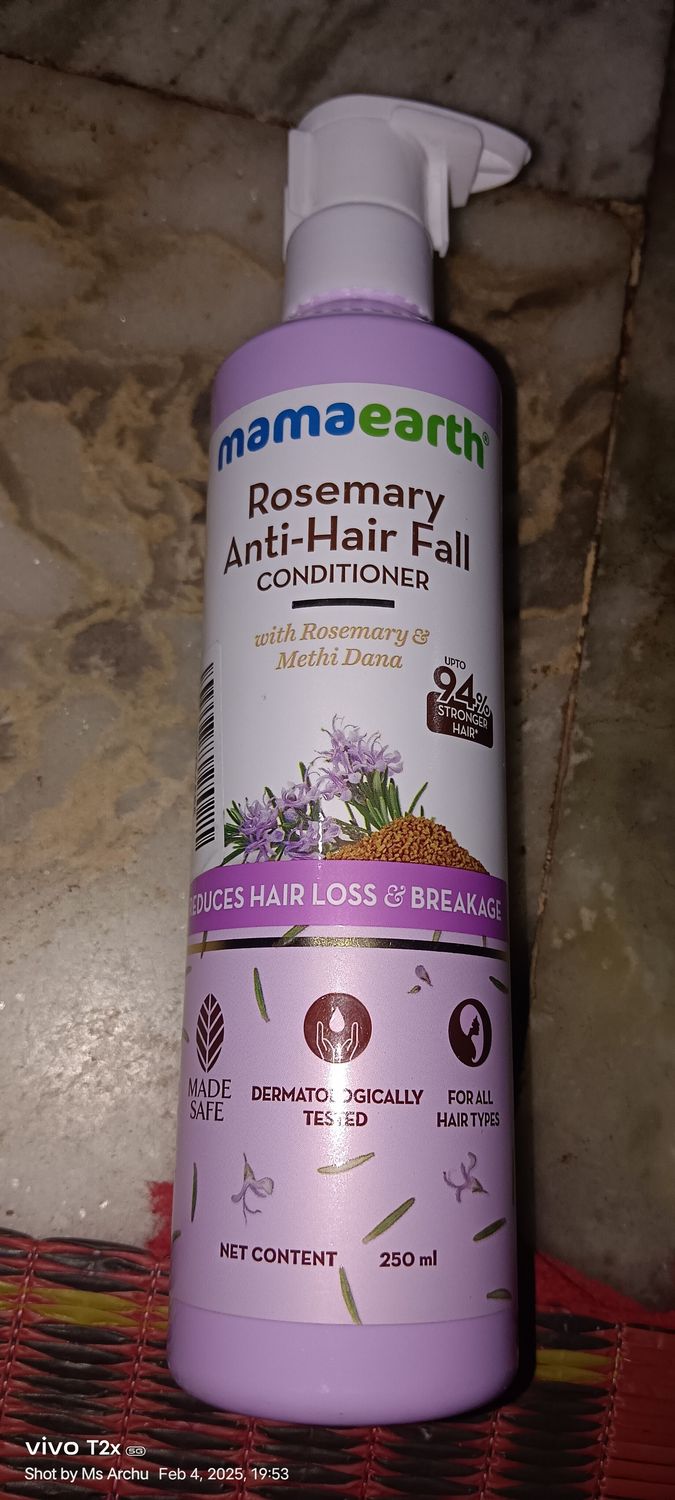 mamaearth®
Rosemary
Anti-Hair Fall
CONDITIONER
with Rosemary &
Methi Dana
UPTO
94%
STRONGER
HAIR*
REDUCES HAIR LOSS & BREAKAGE
MADE
SAFE
DERMATOLOGICALLY
TESTED
FOR ALL
HAIR TYPES
NET CONTENT 250 ml
vivo T2x 5G
Shot by Ms Archu Feb 4, 2025, 19:53